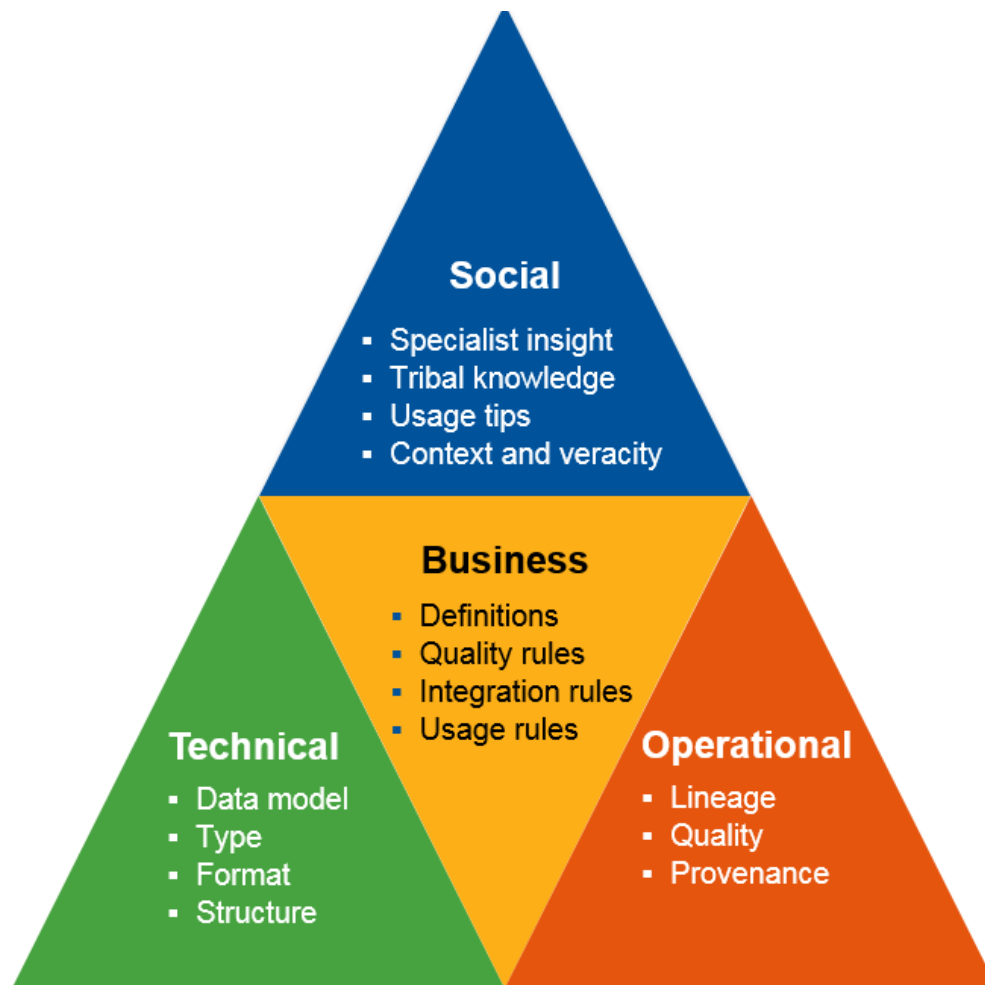 Social
▪ Specialist insight
▪ Tribal knowledge
▪ Usage tips
▪ Context and veracity
Business
▪ Definitions
▪ Quality rules
▪ Integration rules
▪ Usage rules
Technical
▪ Data model
▪ Type
▪ Format
▪ Structure
Operational
▪ Lineage
▪ Quality
▪ Provenance